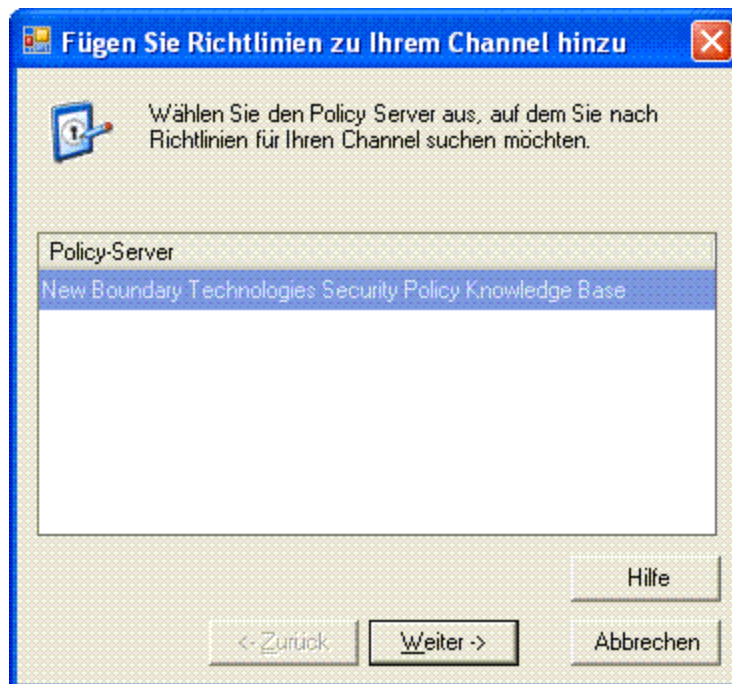 Fügen Sie Richtlinien zu Ihrem Channel hinzu
Wählen Sie den Policy Server aus, auf dem Sie nach
Richtlinien für Ihren Channel suchen möchten.
Policy-Server
New Boundary Technologies Security Policy Knowledge Base
Hilfe
<- Zurück
Weiter ->
Abbrechen